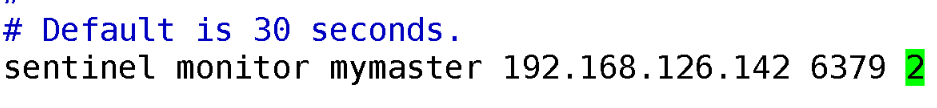 #
# Default is 30 seconds.
sentinel monitor mymaster 192.168.126.142 6379 2